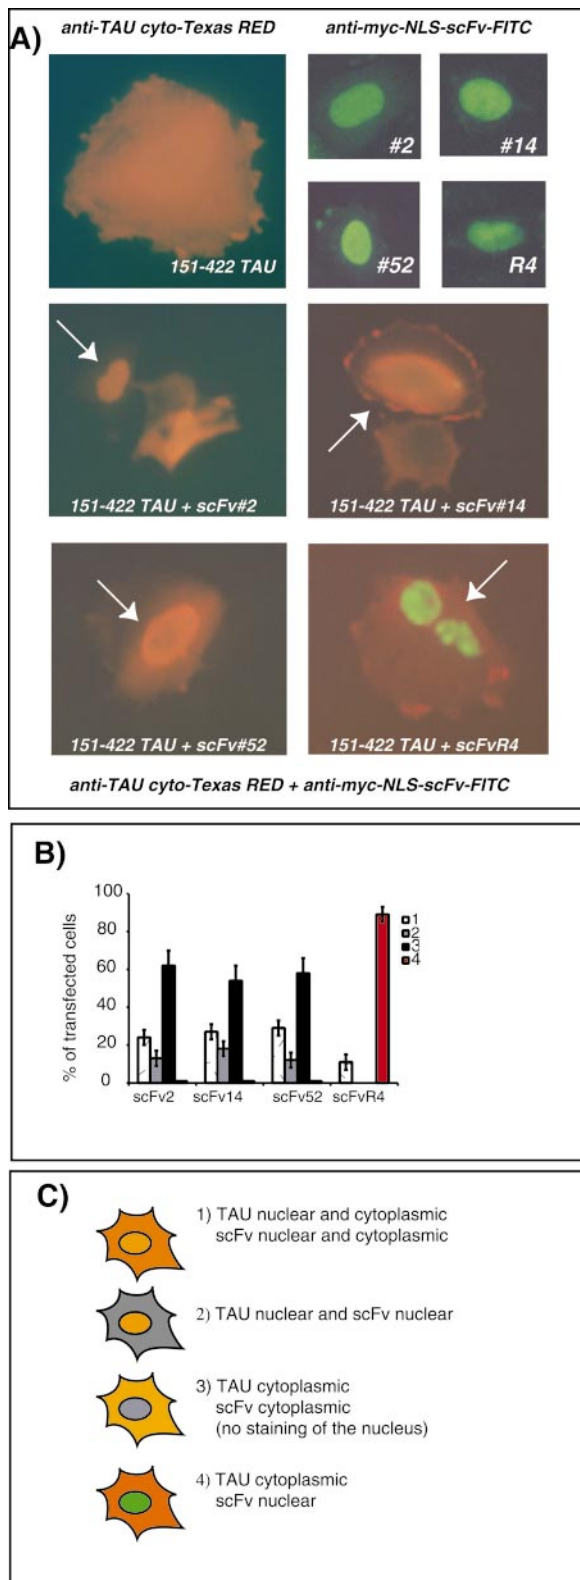 A)
anti-TAU cyto-Texas RED
anti-myc-NLS-scFv-FITC
151-422 TAU
#2
#14
#52
R4
151-422 TAU + scFv#2
151-422 TAU + scFv#14
151-422 TAU + scFv#52
151-422 TAU + scFvR4
anti-TAU cyto-Texas RED + anti-myc-NLS-scFv-FITC
B)
% of transfected cells
100
80
60
40
20
0
scFv2
scFv14
scFv52
scFvR4
1
2
3
4
C)
1) TAU nuclear and cytoplasmic
scFv nuclear and cytoplasmic
2) TAU nuclear and scFv nuclear
3) TAU cytoplasmic
scFv cytoplasmic
(no staining of the nucleus)
4) TAU cytoplasmic
scFv nuclear